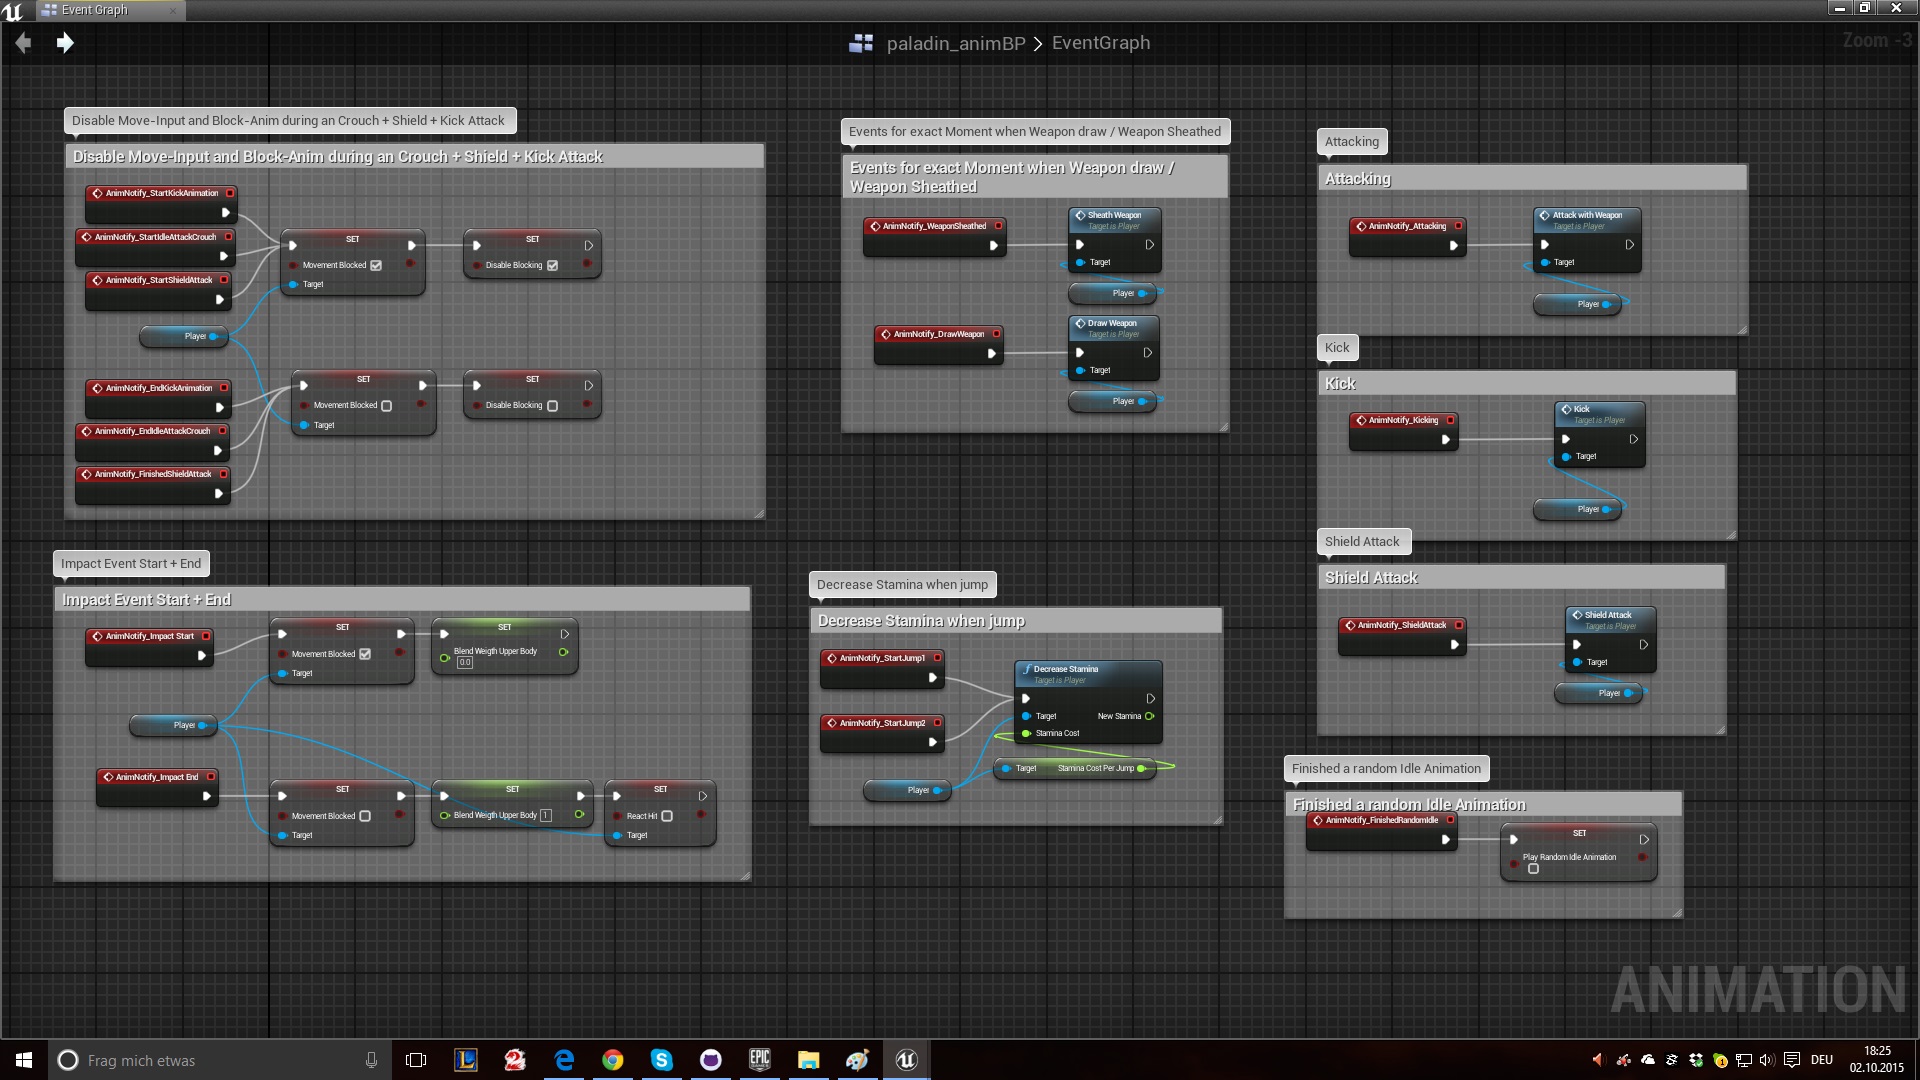 Event Graph
paladin_animBP > EventGraph
Zoom -3
Disable Move-Input and Block-Anim during an Crouch + Shield + Kick Attack
Disable Move-Input and Block-Anim during an Crouch + Shield + Kick Attack
AnimNotify_StartKickAnimation
AnimNotify_StartIdleAttackCrouch
AnimNotify_StartShieldAttack
SET
Movement Blocked
Target
SET
Disable Blocking
Player
AnimNotify_EndKickAnimation
AnimNotify_EndIdleAttackCrouch
AnimNotify_FinishedShieldAttack
SET
Movement Blocked
Target
SET
Disable Blocking
Impact Event Start + End
Impact Event Start + End
AnimNotify_Impact Start
SET
Movement Blocked
Target
SET
Blend Weigth Upper Body
0.0
Player
AnimNotify_Impact End
SET
Movement Blocked
Target
SET
Blend Weigth Upper Body 1
SET
React Hit
Target
Events for exact Moment when Weapon draw / Weapon Sheathed
Events for exact Moment when Weapon draw /
Weapon Sheathed
AnimNotify_WeaponSheathed
Sheath Weapon
Target is Player
Target
Player
AnimNotify_DrawWeapon
Draw Weapon
Target is Player
Target
Player
Decrease Stamina when jump
Decrease Stamina when jump
AnimNotify_StartJump1
AnimNotify_StartJump2
Decrease Stamina
Target is Player
Target New Stamina
Stamina Cost
Target Stamina Cost Per Jump
Player
Attacking
Attacking
AnimNotify_Attacking
Attack with Weapon
Target is Player
Target
Player
Kick
Kick
AnimNotify_Kicking
Kick
Target is Player
Target
Player
Shield Attack
Shield Attack
AnimNotify_ShieldAttack
Shield Attack
Target is Player
Target
Player
Finished a random Idle Animation
Finished a random Idle Animation
AnimNotify_FinishedRandomIdle
SET
Play Random Idle Animation
ANIMATION
Frag mich etwas
EPIC
DEU
18:25
02.10.2015